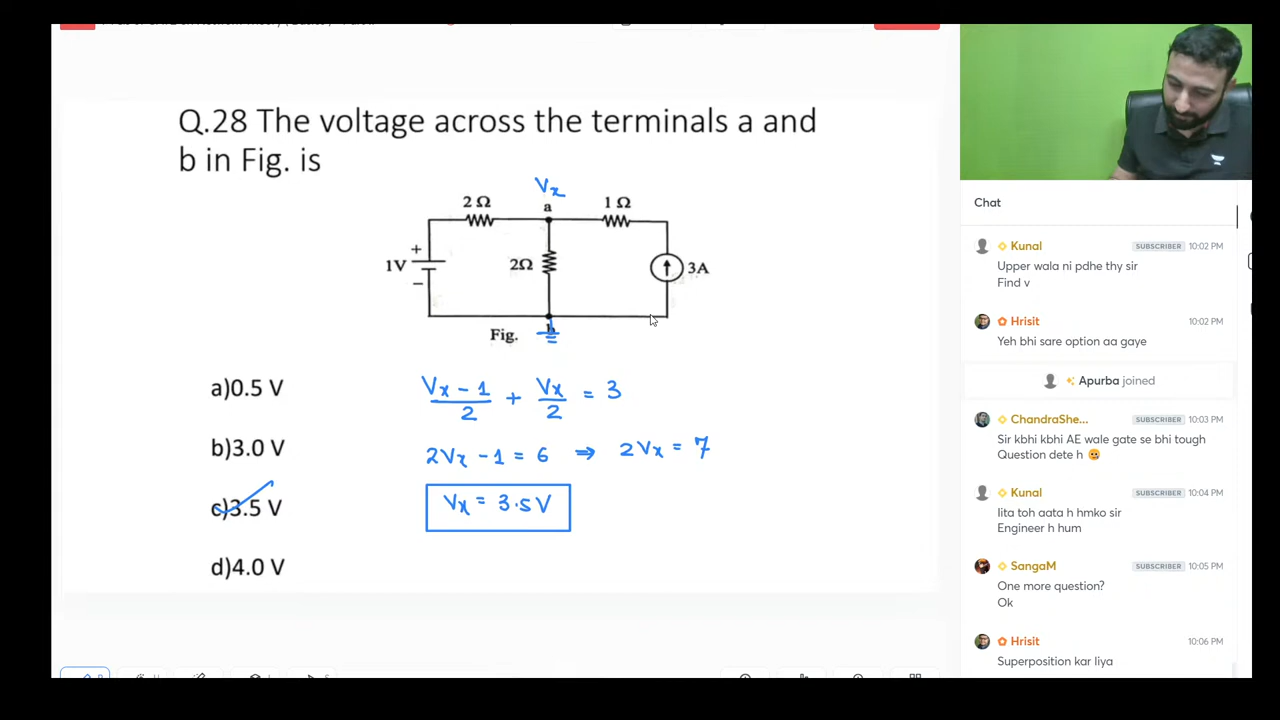 Q.28 The voltage across the terminals a and
b in Fig. is
Vx
2 Ω
a
1 Ω
+
1V
2Ω
3A
−
b
Fig.
a)0.5 V
b)3.0 V
c)3.5 V
d)4.0 V
Vx − 1 / 2 + Vx / 2 = 3
2Vx − 1 = 6 ⇒ 2Vx = 7
Vx = 3.5V
Chat
Kunal SUBSCRIBER 10:02 PM
Upper wala ni pdhe thy sir
Find v
Hrisit 10:02 PM
Yeh bhi sare option aa gaye
Apurba joined
ChandraShe... SUBSCRIBER 10:03 PM
Sir kbhi kbhi AE wale gate se bhi tough
Question dete h 🥴
Kunal SUBSCRIBER 10:04 PM
Iita toh aata h hmko sir
Engineer h hum
SangaM SUBSCRIBER 10:05 PM
One more question?
Ok
Hrisit 10:06 PM
Superposition kar liya